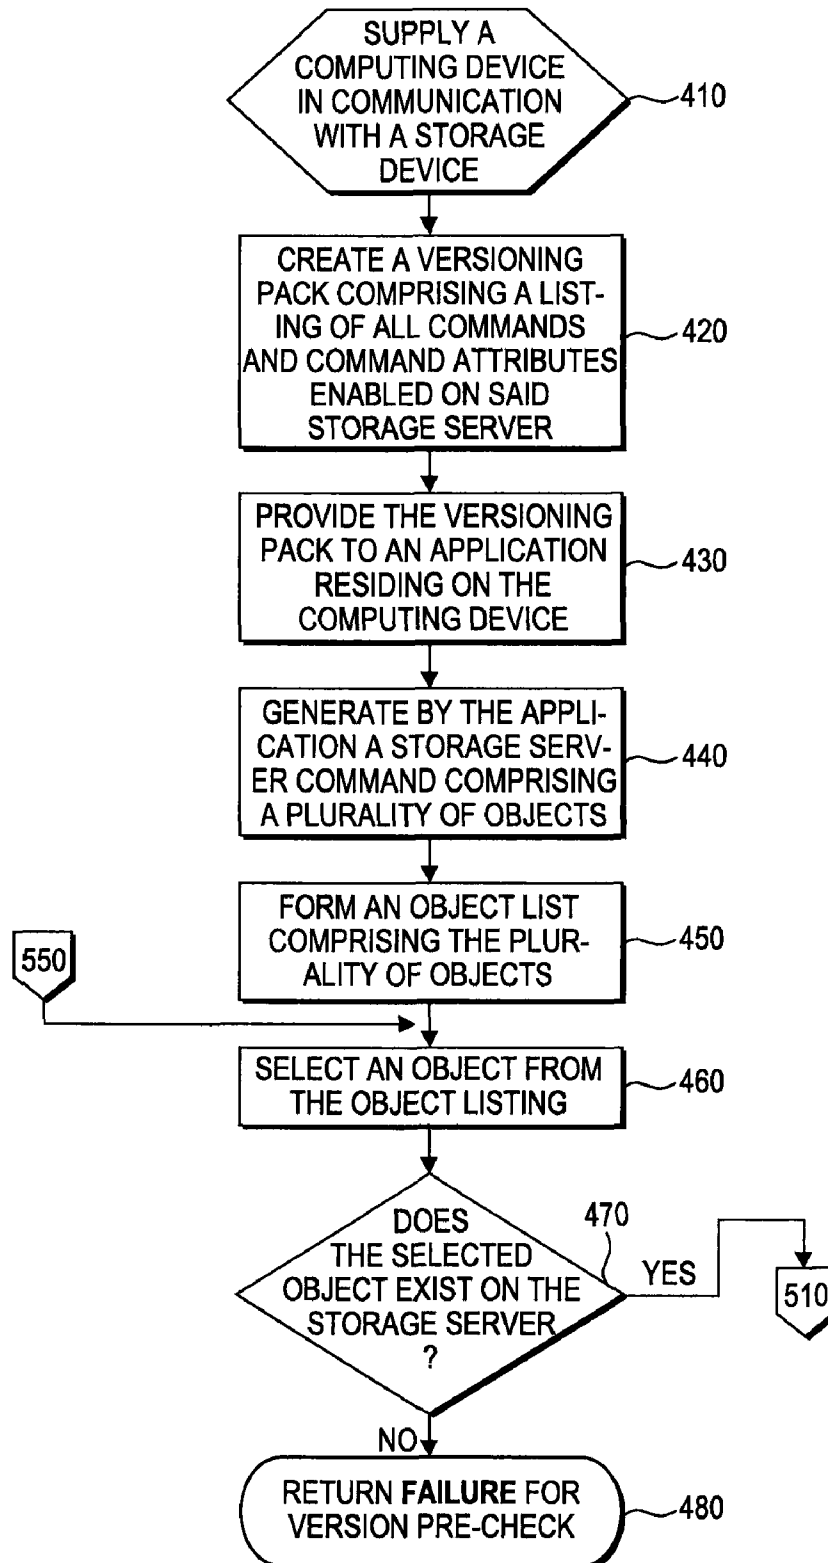 SUPPLY A
COMPUTING DEVICE
IN COMMUNICATION
WITH A STORAGE
DEVICE
410
CREATE A VERSIONING
PACK COMPRISING A LIST-
ING OF ALL COMMANDS
AND COMMAND ATTRIBUTES
ENABLED ON SAID
STORAGE SERVER
420
PROVIDE THE VERSIONING
PACK TO AN APPLICATION
RESIDING ON THE
COMPUTING DEVICE
430
GENERATE BY THE APPLI-
CATION A STORAGE SERV-
ER COMMAND COMPRISING
A PLURALITY OF OBJECTS
440
FORM AN OBJECT LIST
COMPRISING THE PLUR-
ALITY OF OBJECTS
450
550
SELECT AN OBJECT FROM
THE OBJECT LISTING
460
DOES
THE SELECTED
OBJECT EXIST ON THE
STORAGE SERVER
?
470
YES
510
NO
RETURN FAILURE FOR
VERSION PRE-CHECK
480